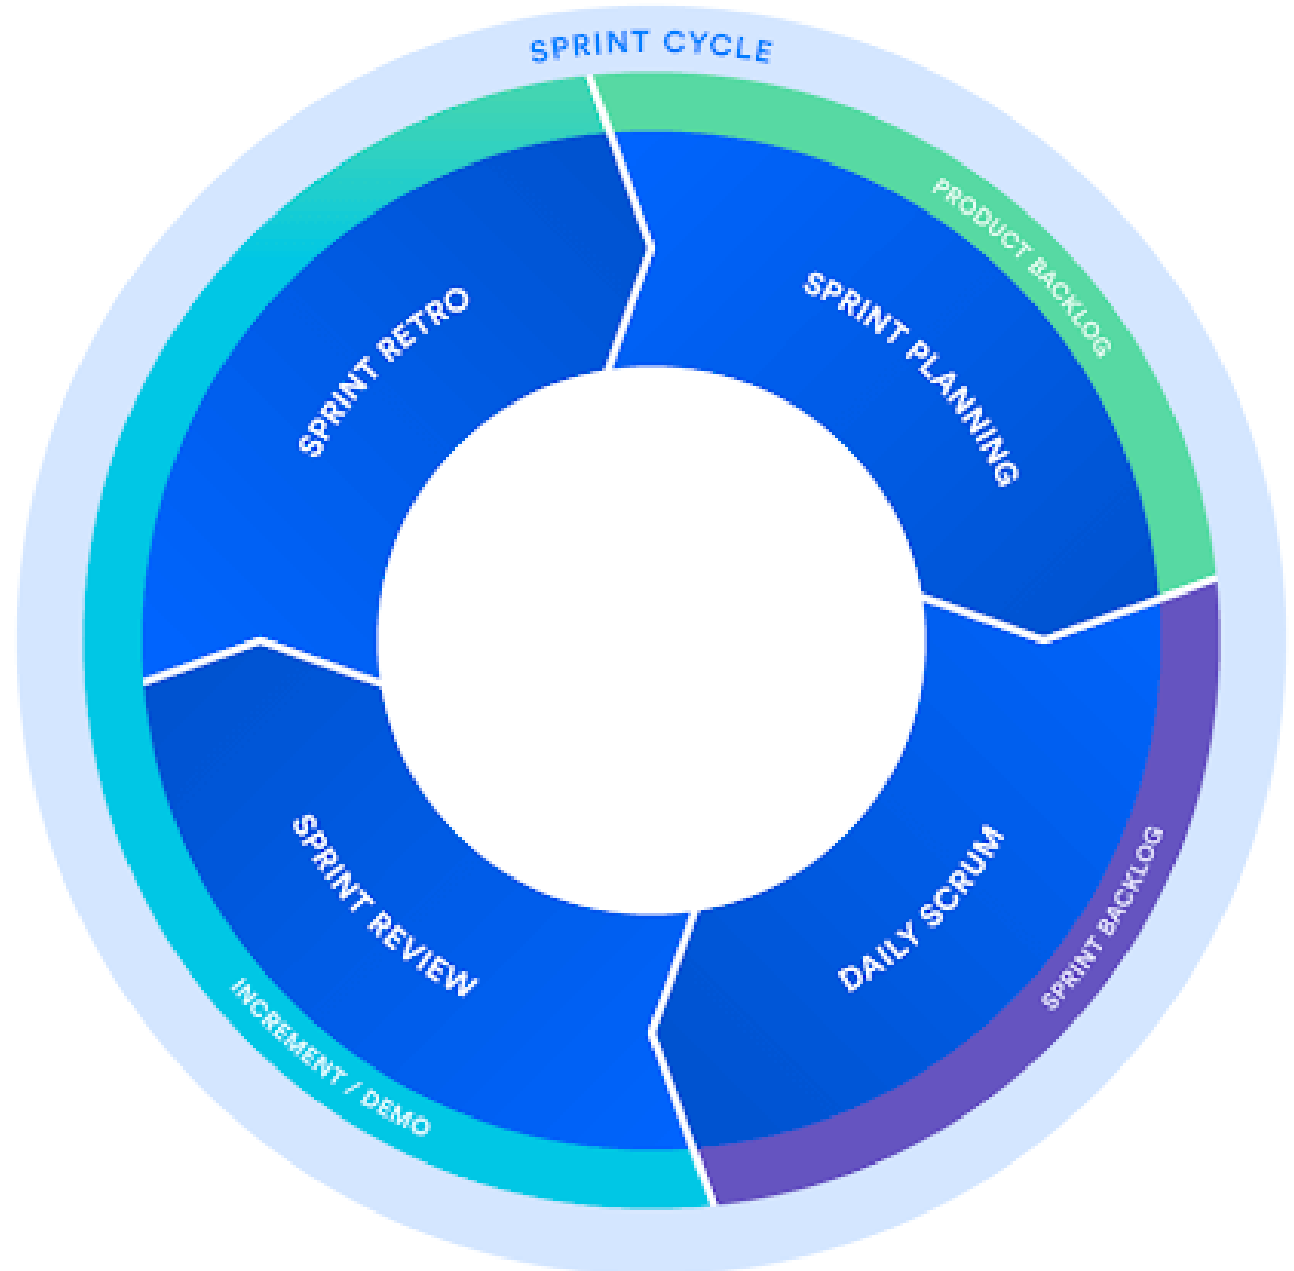 SPRINT CYCLE
PRODUCT BACKLOG
SPRINT PLANNING
SPRINT BACKLOG
DAILY SCRUM
INCREMENT / DEMO
SPRINT REVIEW
SPRINT RETRO